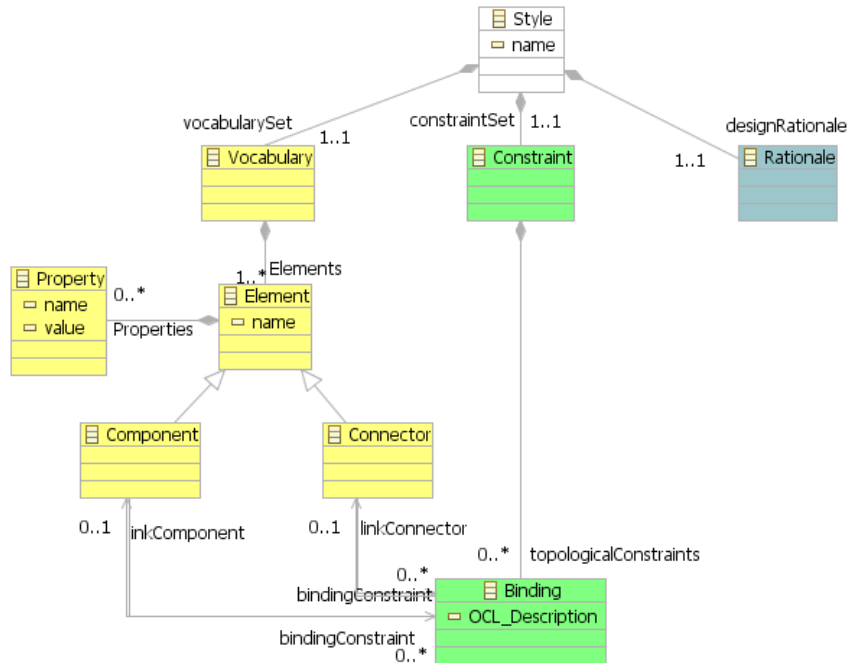 Style
name
vocabularySet
1..1
constraintSet
1..1
designRationale
1..1
Vocabulary
Constraint
Rationale
1..*
Elements
Property
name
value
0..*
Properties
Element
name
Component
Connector
0..1
inkComponent
0..1
linkConnector
0..*
topologicalConstraints
0..*
bindingConstraint
Binding
OCL_Description
bindingConstraint
0..*